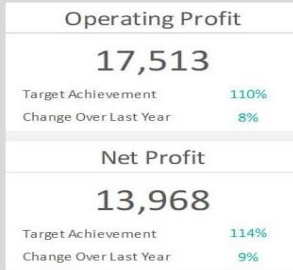 Operating Profit
17,513
Target Achievement 110%
Change Over Last Year 8%
Net Profit
13,968
Target Achievement 114%
Change Over Last Year 9%